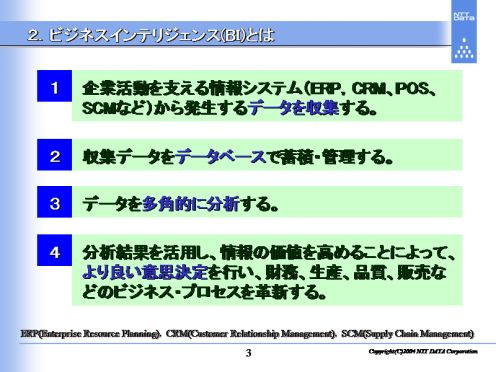 NTT DATA
２．ビジネスインテリジェンス(BI)とは
1
企業活動を支える情報システム（ERP，CRM、POS、
SCMなど）から発生するデータを収集する。
2
収集データをデータベースで蓄積・管理する。
3
データを多角的に分析する。
4
分析結果を活用し、情報の価値を高めることによって、
より良い意思決定を行い、財務、生産、品質、販売な
どのビジネス・プロセスを革新する。
ERP(Enterprise Resource Planning)、CRM(Customer Relationship Management)、SCM(Supply Chain Management)
3
Copyright(C)2004 NTT DATA Corporation